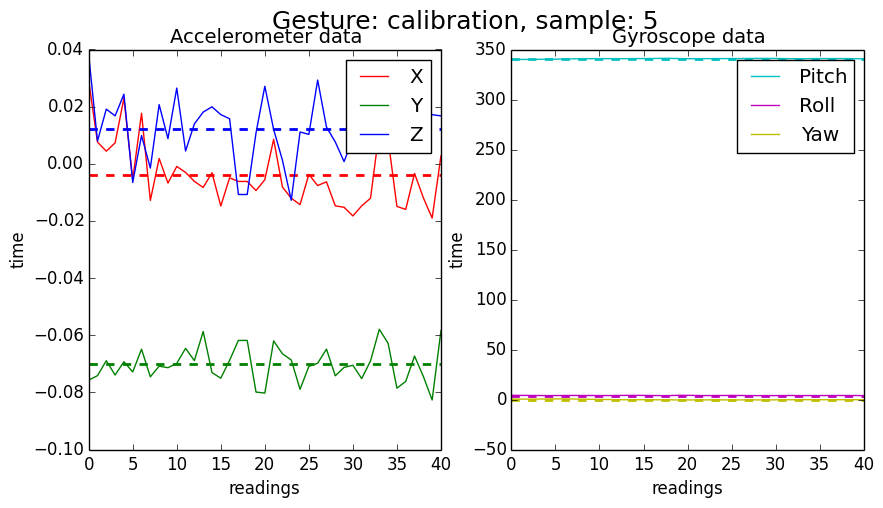 Gesture: calibration, sample: 5
Accelerometer data
0.04
0.02
0.00
−0.02
−0.04
−0.06
−0.08
−0.10
time
0 5 10 15 20 25 30 35 40
readings
X
Y
Z
Gyroscope data
350
300
250
200
150
100
50
0
−50
time
0 5 10 15 20 25 30 35 40
readings
Pitch
Roll
Yaw